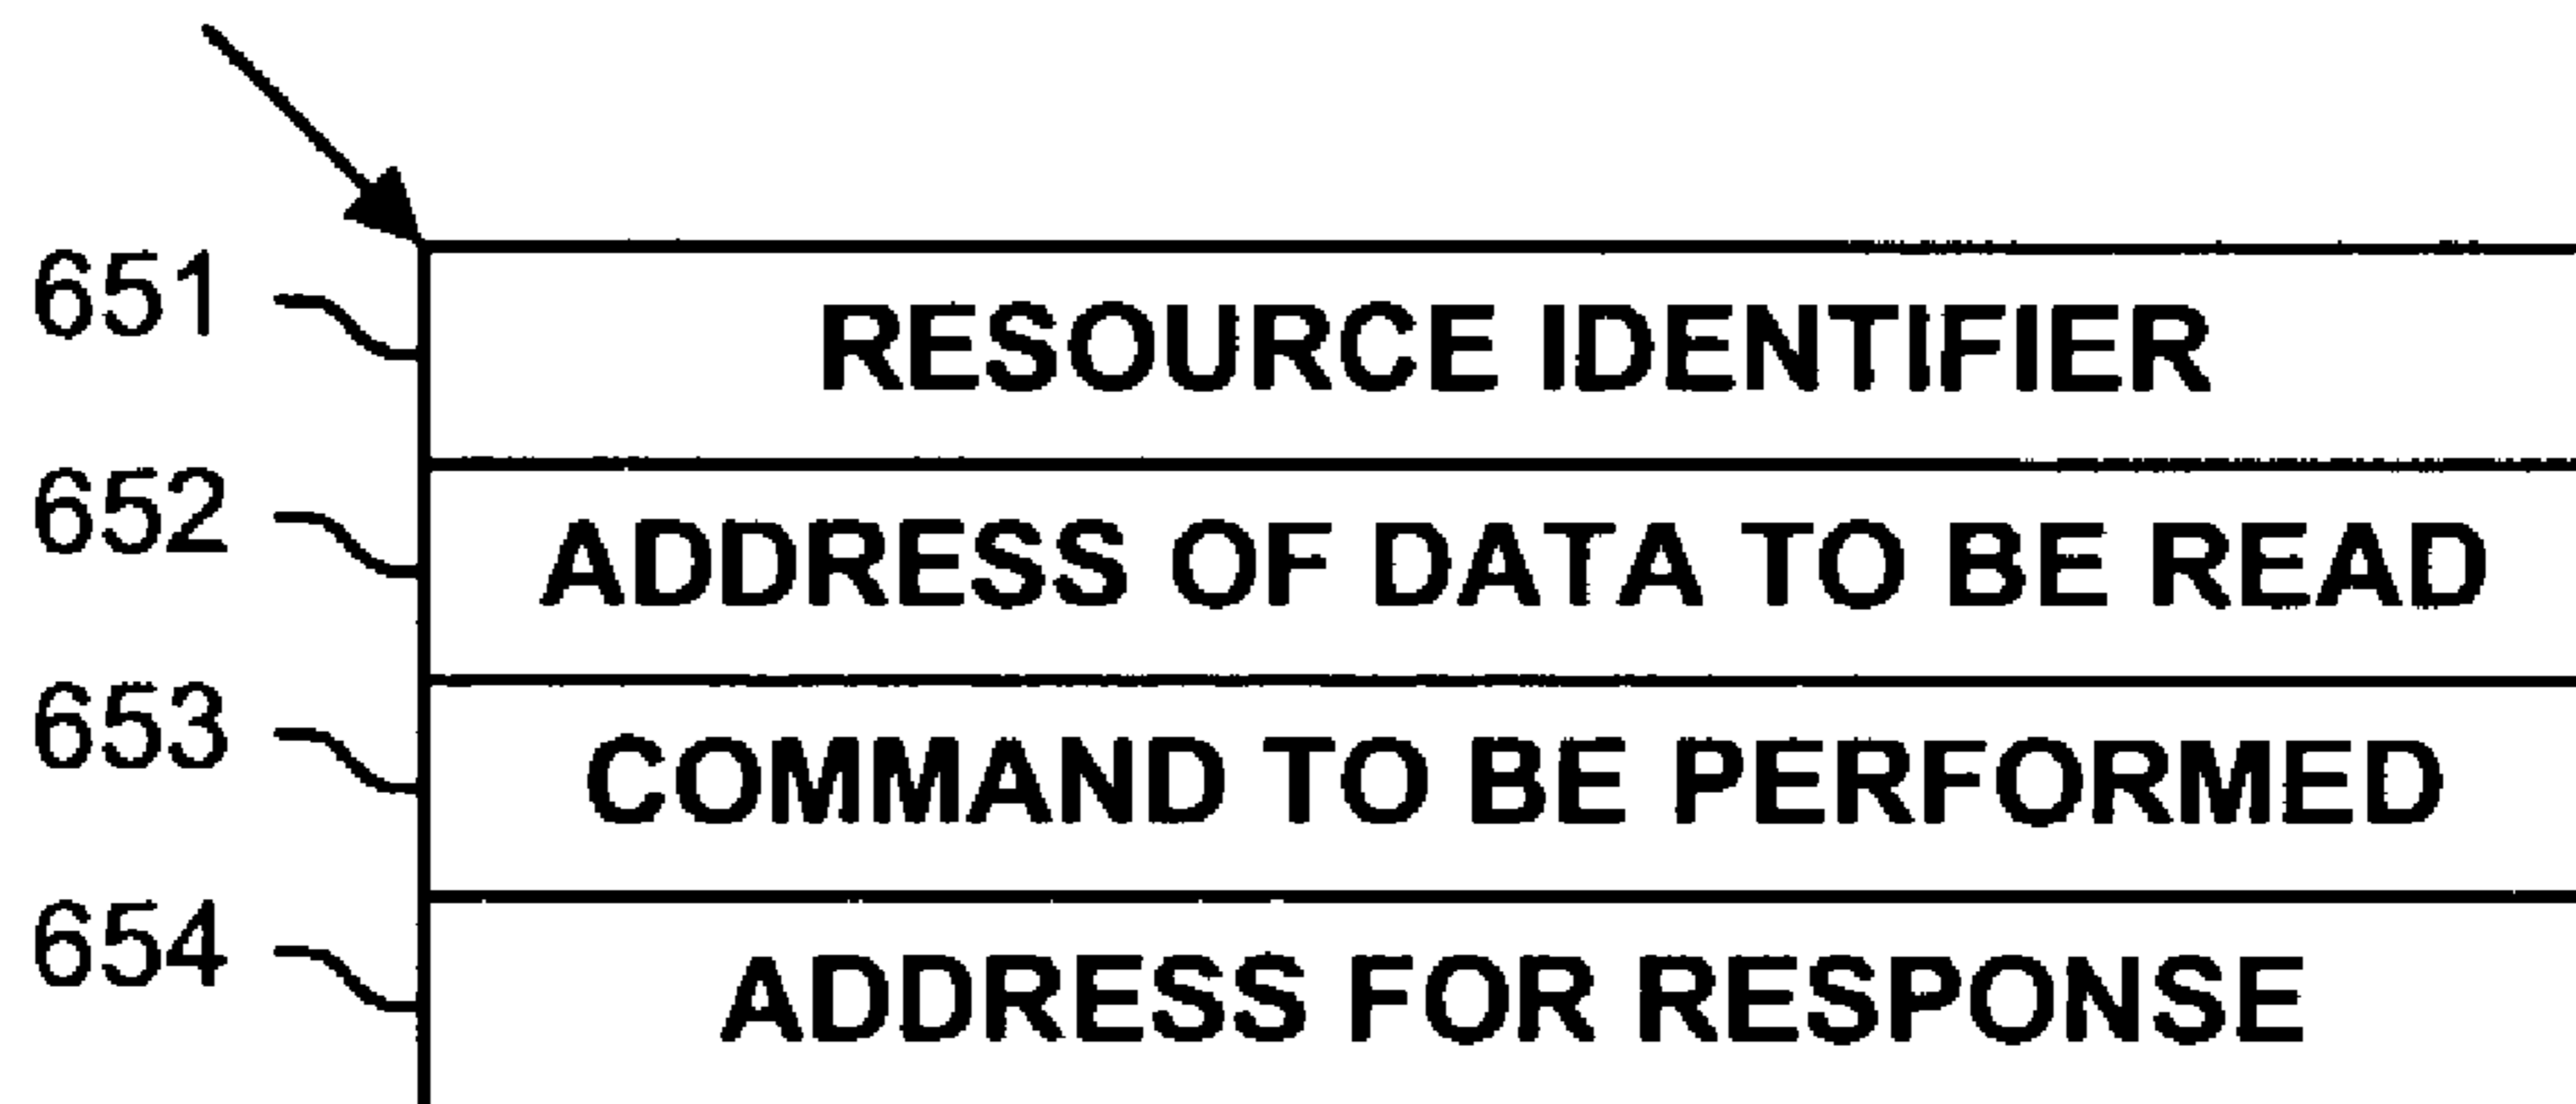 651 RESOURCE IDENTIFIER
652 ADDRESS OF DATA TO BE READ
653 COMMAND TO BE PERFORMED
654 ADDRESS FOR RESPONSE